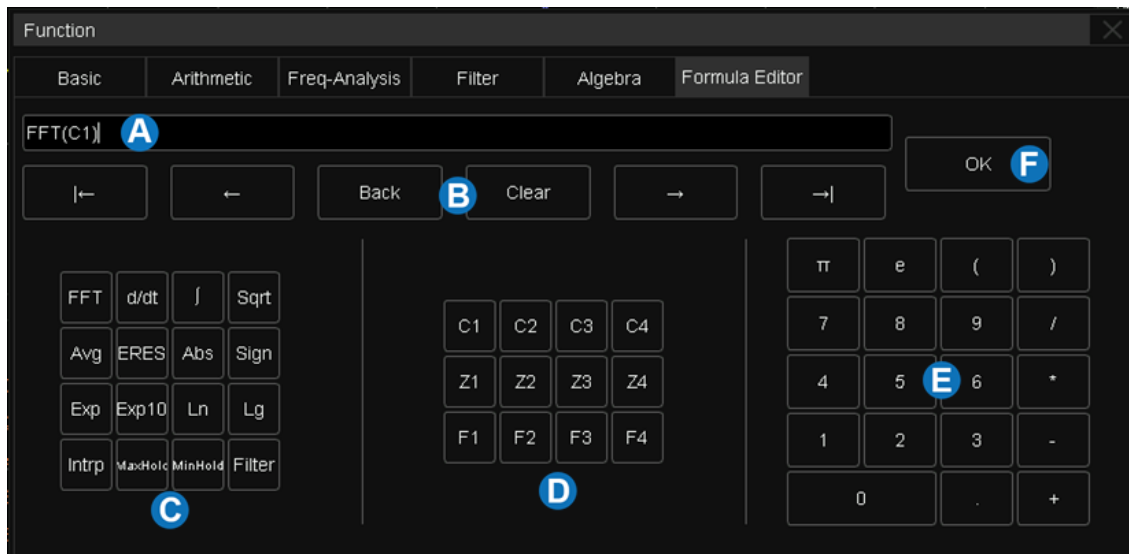 Function
Basic Arithmetic Freq-Analysis Filter Algebra Formula Editor
FFT(C1) A
OK F
|← ← Back B Clear → →|
FFT d/dt ∫ Sqrt
Avg ERES Abs Sign
Exp Exp10 Ln Lg
Intrp MaxHold MinHold Filter
C
C1 C2 C3 C4
Z1 Z2 Z3 Z4
F1 F2 F3 F4
D
π e ( )
7 8 9 /
4 5 E 6 *
1 2 3 -
0 . +